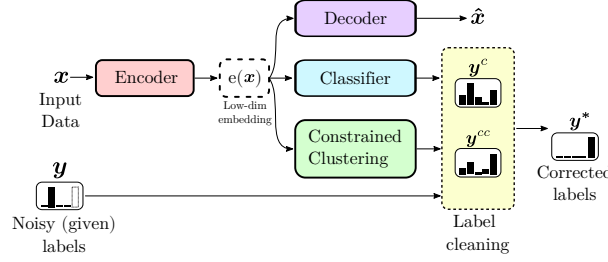 Decoder
x̂
x
Encoder
e(x)
Classifier
y^c
Input
Data
Low-dim
embedding
Constrained
Clustering
y^cc
y*
y
Corrected
labels
Noisy (given)
labels
Label
cleaning